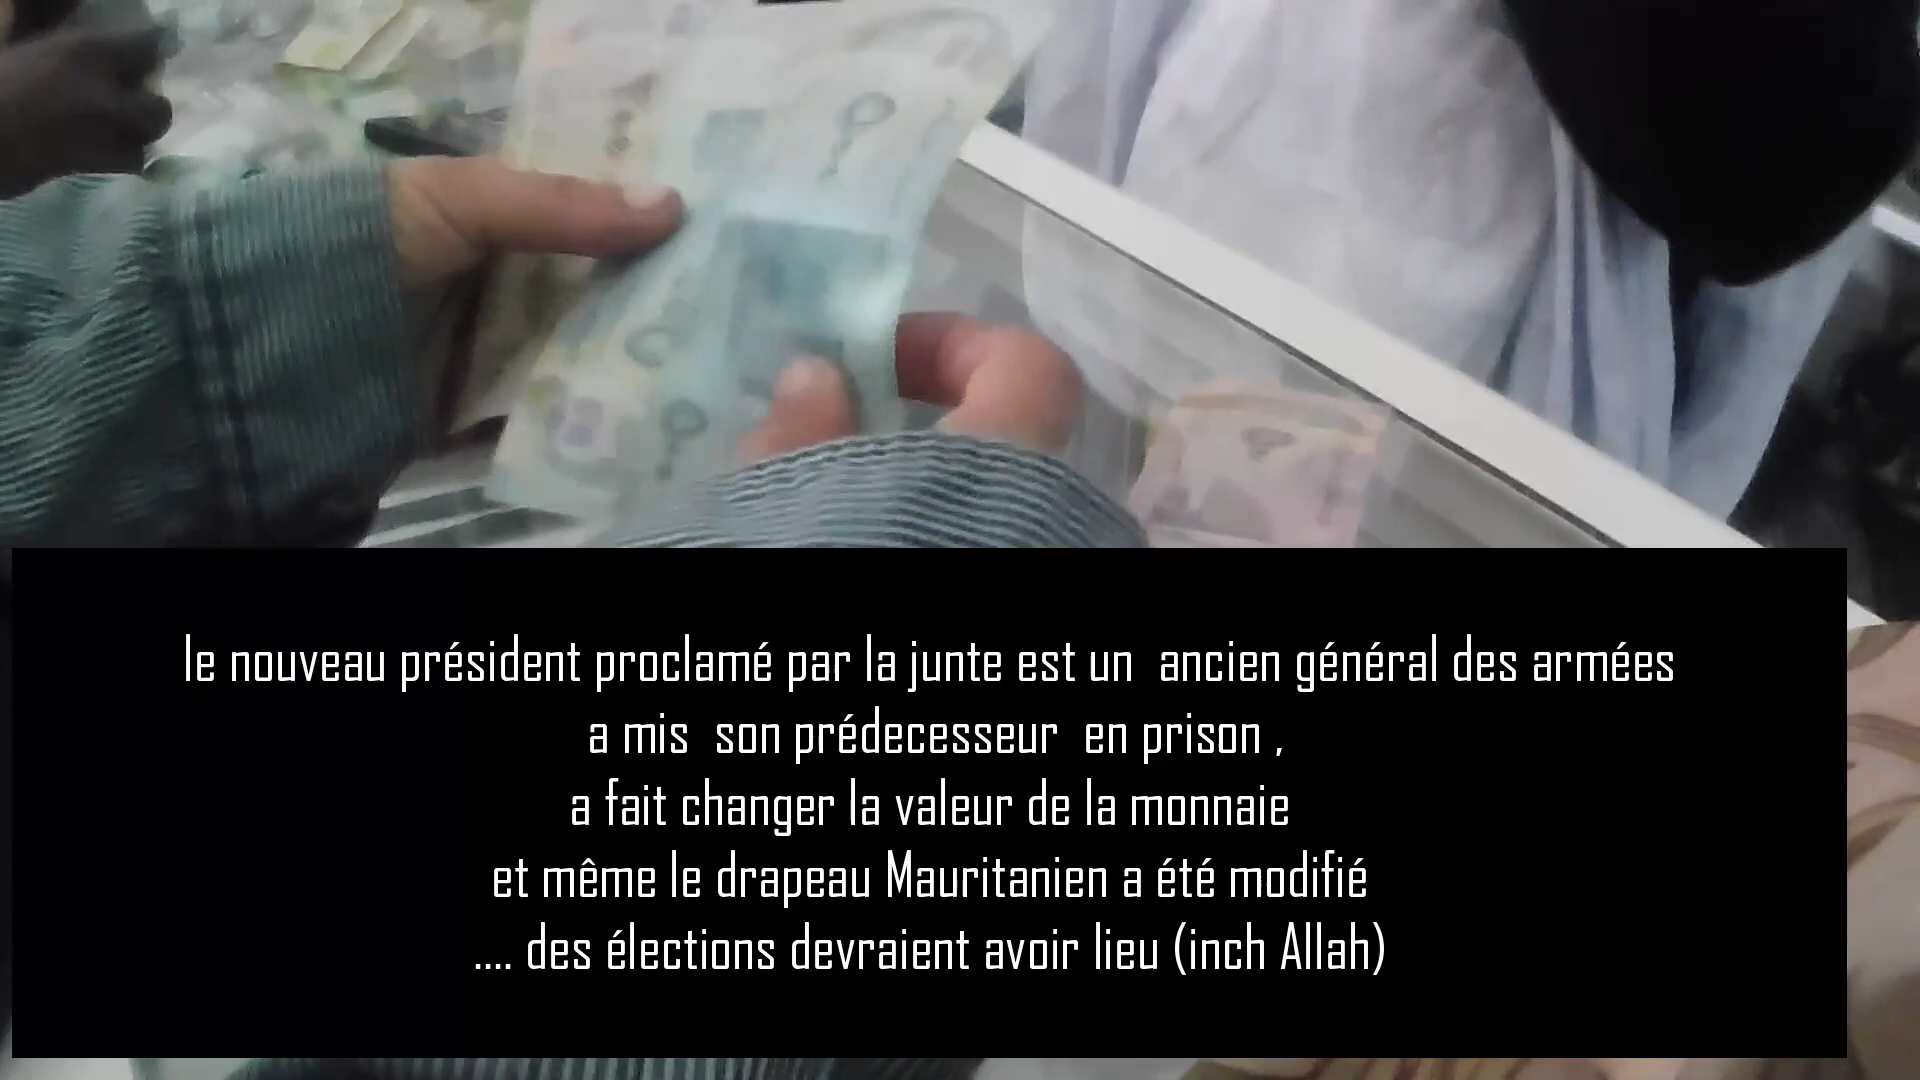 le nouveau président proclamé par la junte est un ancien général des armées
a mis son prédecesseur en prison ,
a fait changer la valeur de la monnaie
et même le drapeau Mauritanien a été modifié
.... des élections devraient avoir lieu (inch Allah)